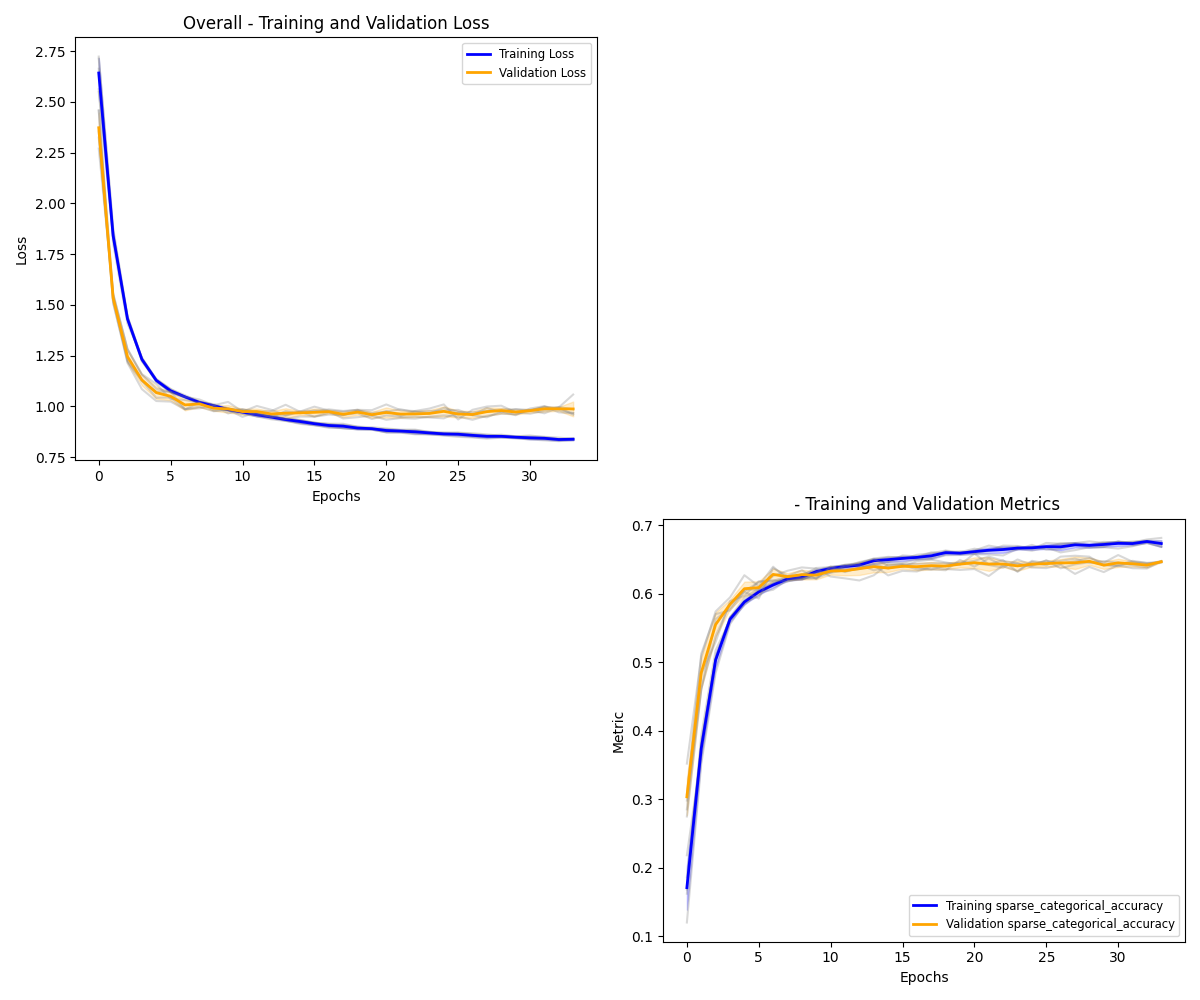 Overall - Training and Validation Loss
2.75
2.50
2.25
2.00
1.75
1.50
1.25
1.00
0.75
Loss
Training Loss
Validation Loss
0 5 10 15 20 25 30
Epochs
- Training and Validation Metrics
0.7
0.6
0.5
0.4
0.3
0.2
0.1
Metric
Training sparse_categorical_accuracy
Validation sparse_categorical_accuracy
0 5 10 15 20 25 30
Epochs